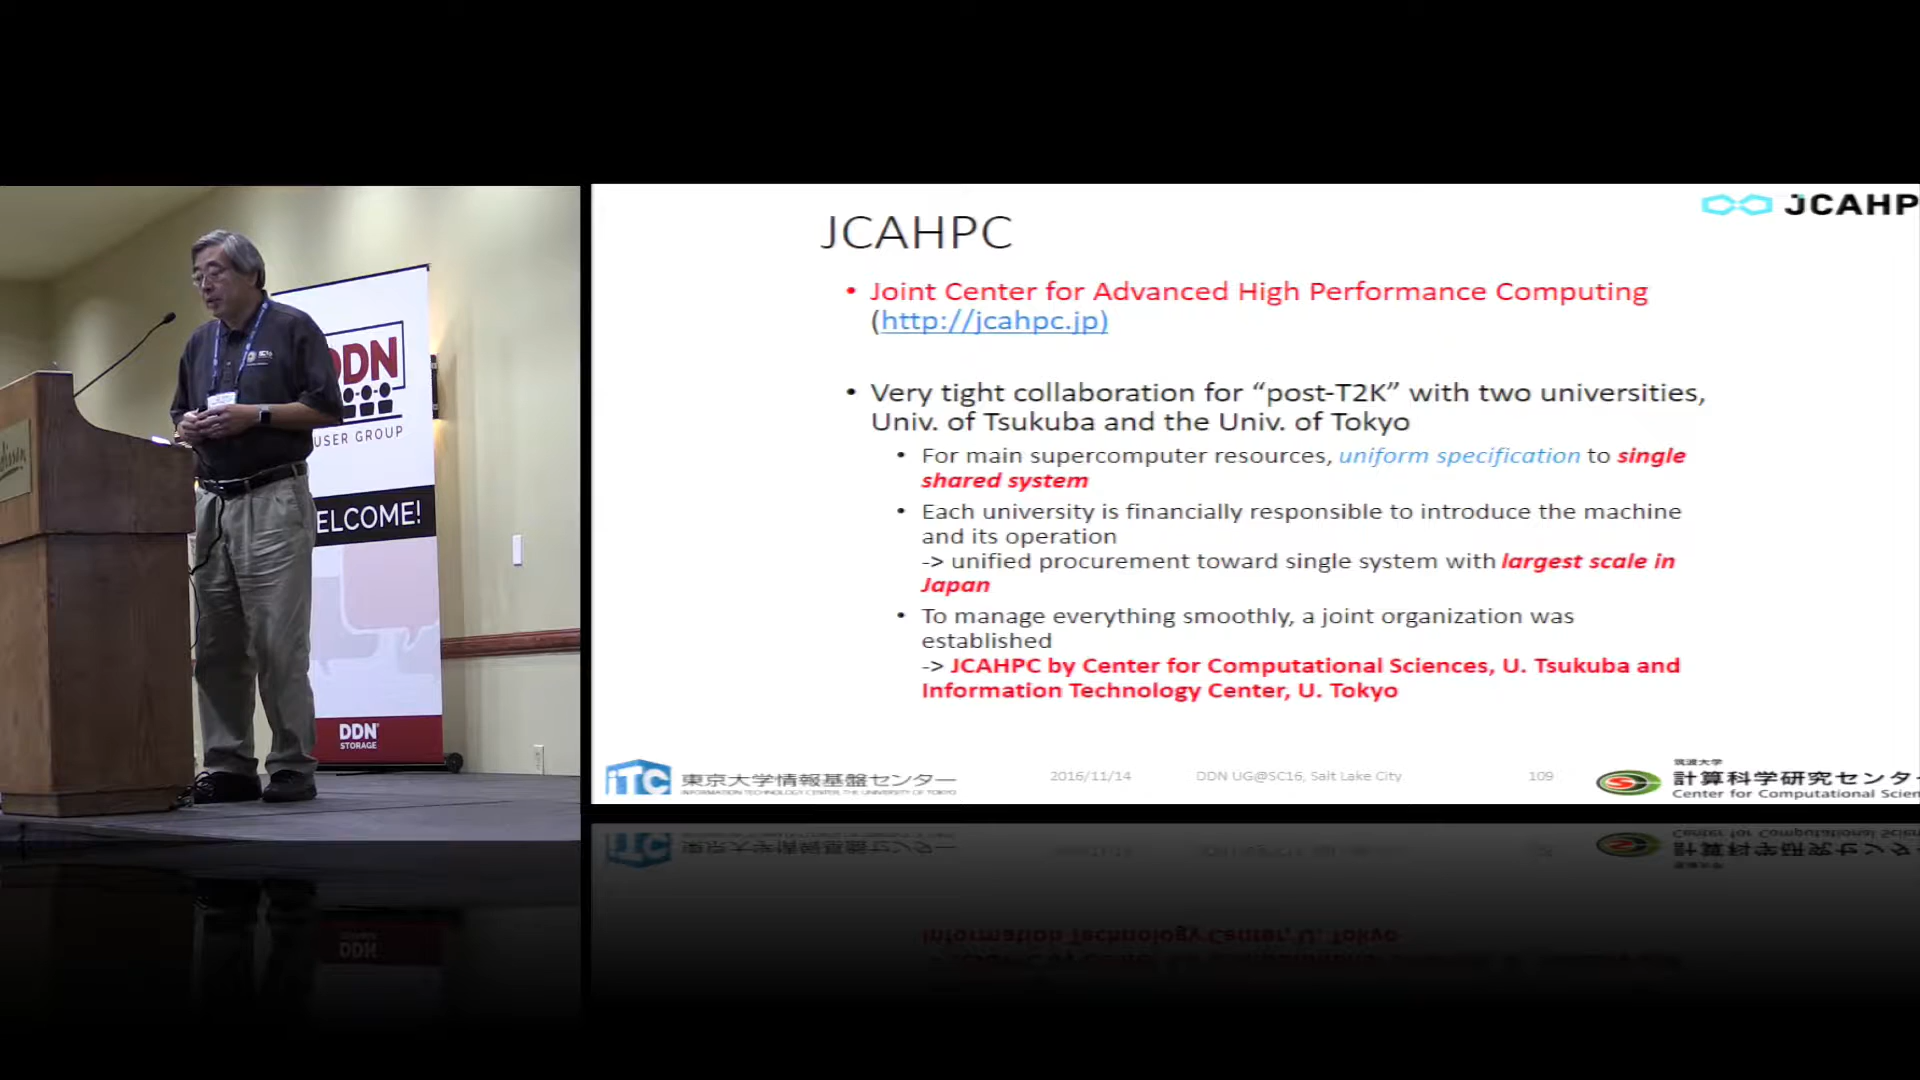 DDN
USER GROUP
ELCOME!
DDN
STORAGE
JCAHP
JCAHPC
• Joint Center for Advanced High Performance Computing
(http://jcahpc.jp)
• Very tight collaboration for “post-T2K” with two universities,
Univ. of Tsukuba and the Univ. of Tokyo
• For main supercomputer resources, uniform specification to single
shared system
• Each university is financially responsible to introduce the machine
and its operation
-> unified procurement toward single system with largest scale in
Japan
• To manage everything smoothly, a joint organization was
established
-> JCAHPC by Center for Computational Sciences, U. Tsukuba and
Information Technology Center, U. Tokyo
iTC 東京大学情報基盤センター
INFORMATION TECHNOLOGY CENTER, THE UNIVERSITY OF TOKYO
2016/11/14
DDN UG@SC16, Salt Lake City
109
筑波大学
計算科学研究センター
Center for Computational Scien